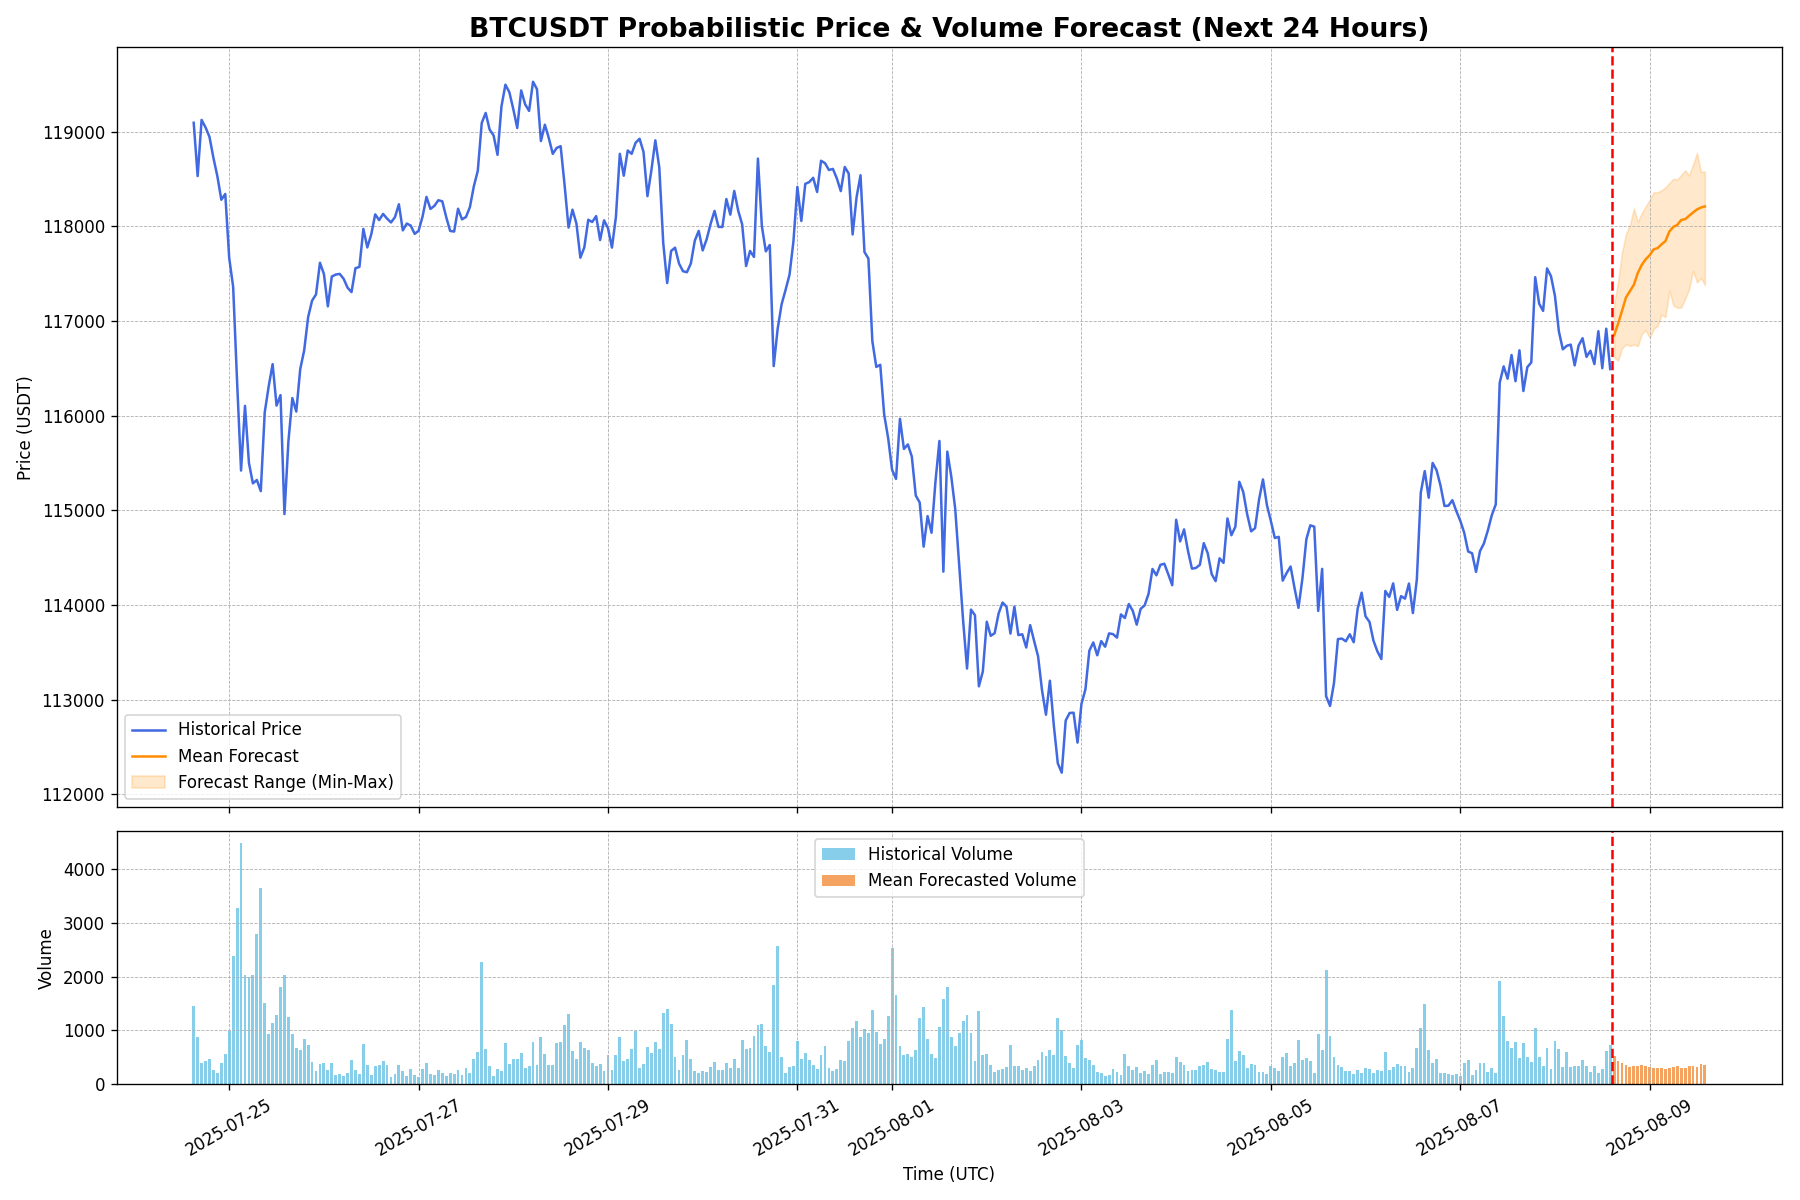 BTCUSDT Probabilistic Price & Volume Forecast (Next 24 Hours)
119000
118000
117000
116000
115000
114000
113000
112000
Price (USDT)
Historical Price
Mean Forecast
Forecast Range (Min-Max)
4000
3000
2000
1000
0
Volume
Historical Volume
Mean Forecasted Volume
2025-07-25
2025-07-27
2025-07-29
2025-07-31
2025-08-01
2025-08-03
2025-08-05
2025-08-07
2025-08-09
Time (UTC)